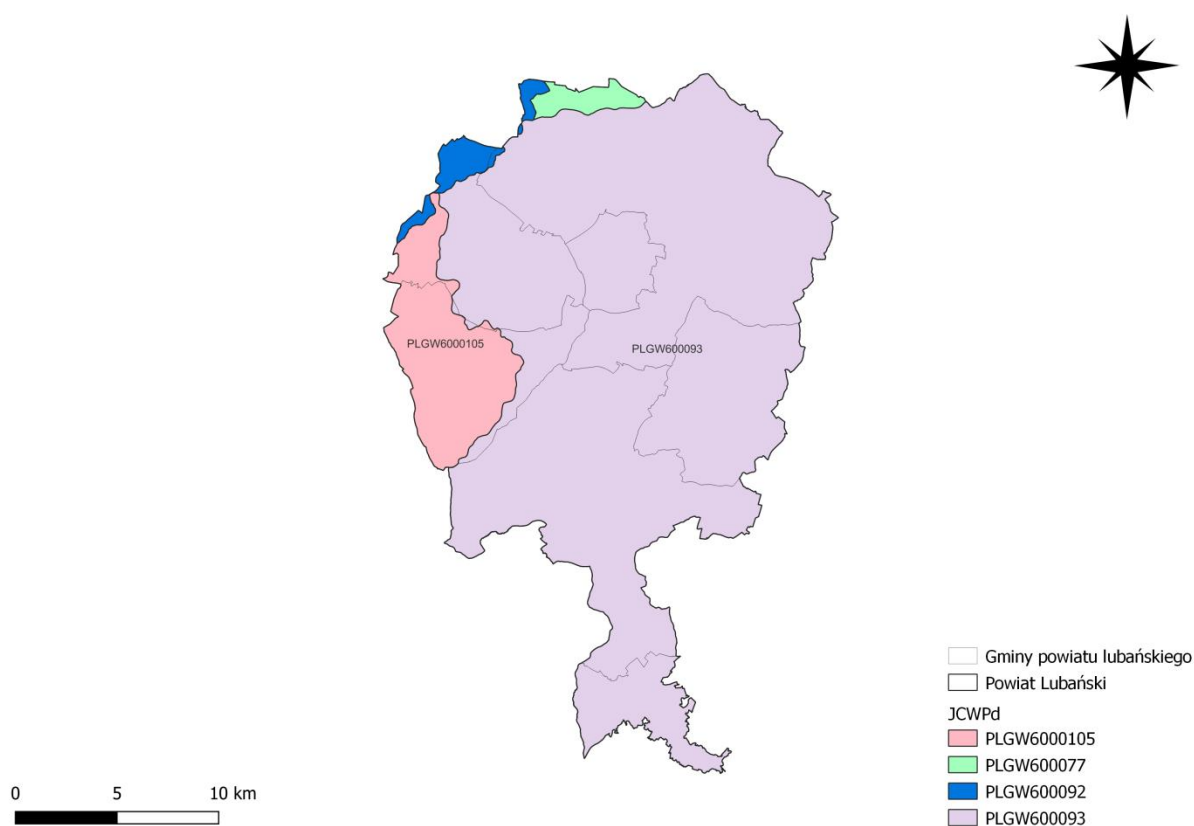 PLGW6000105
PLGW600093
Gminy powiatu lubańskiego
Powiat Lubański
JCWPd
PLGW6000105
PLGW600077
PLGW600092
PLGW600093
0 5 10 km